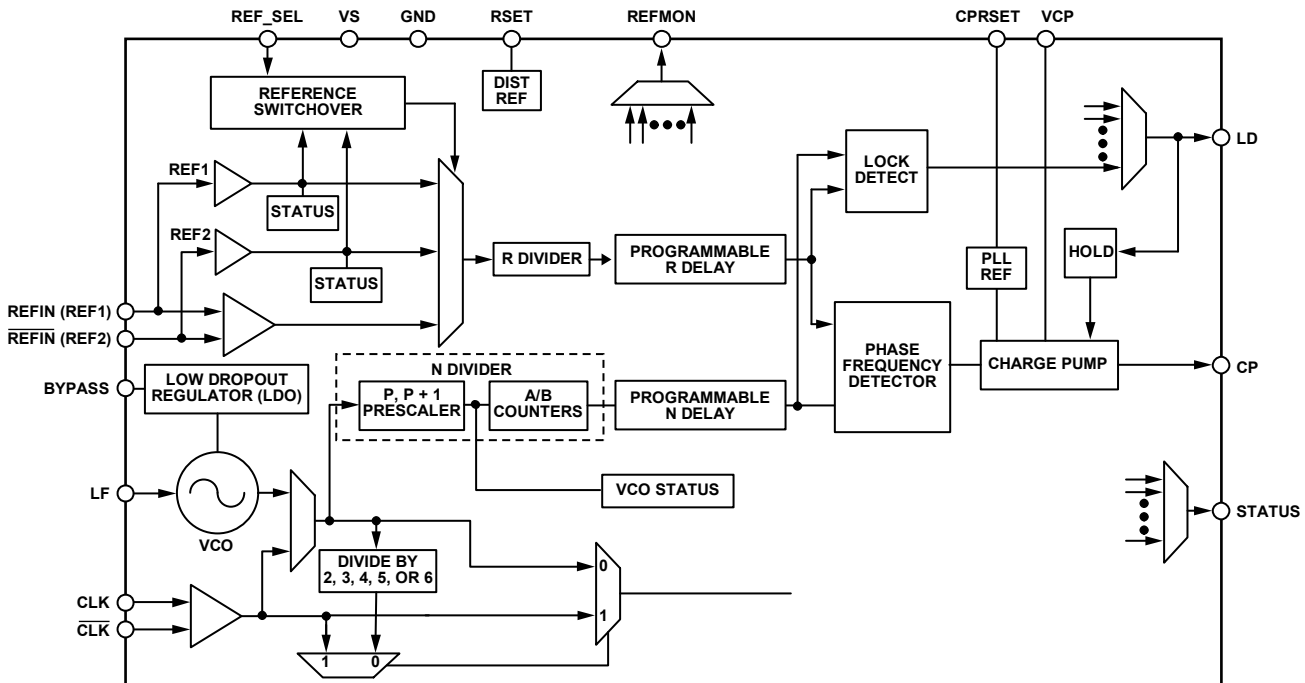 REF_SEL VS GND RSET REFMON CPRSET VCP
REFERENCE
SWITCHOVER
DIST
REF
LOCK
DETECT
LD
REF1
STATUS
REF2
STATUS
R DIVIDER
PROGRAMMABLE
R DELAY
PLL
REF
HOLD
REFIN (REF1)
REFIN (REF2)
BYPASS
LOW DROPOUT
REGULATOR (LDO)
N DIVIDER
P, P + 1
PRESCALER
A/B
COUNTERS
PROGRAMMABLE
N DELAY
PHASE
FREQUENCY
DETECTOR
CHARGE PUMP
CP
LF
VCO
VCO STATUS
STATUS
DIVIDE BY
2, 3, 4, 5, OR 6
0
1
CLK
CLK
1 0